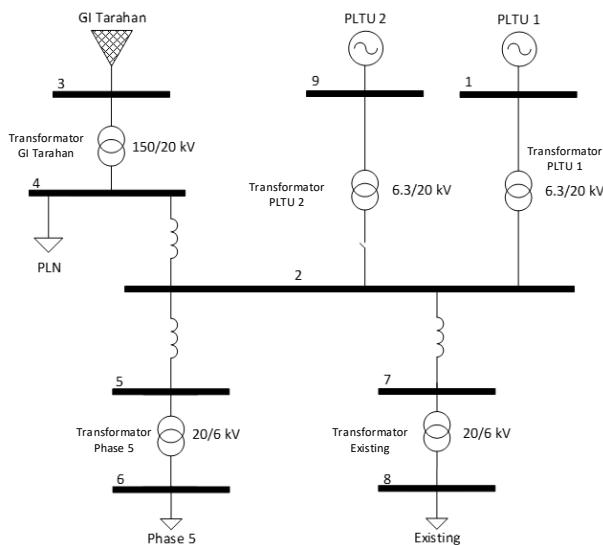 GI Tarahan
PLTU 2
PLTU 1
3
9
1
Transformator
GI Tarahan
150/20 kV
Transformator
PLTU 2
6.3/20 kV
Transformator
PLTU 1
6.3/20 kV
4
PLN
2
5
7
Transformator
Phase 5
20/6 kV
Transformator
Existing
20/6 kV
6
8
Phase 5
Existing